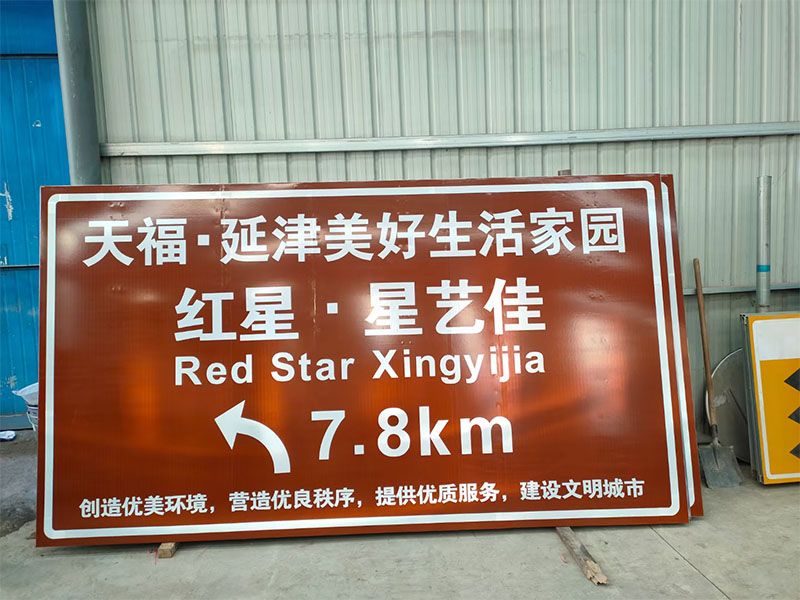 天福·延津美好生活家园
红星·星艺佳
Red Star Xingyijia
7.8km
创造优美环境，营造优良秩序，提供优质服务，建设文明城市